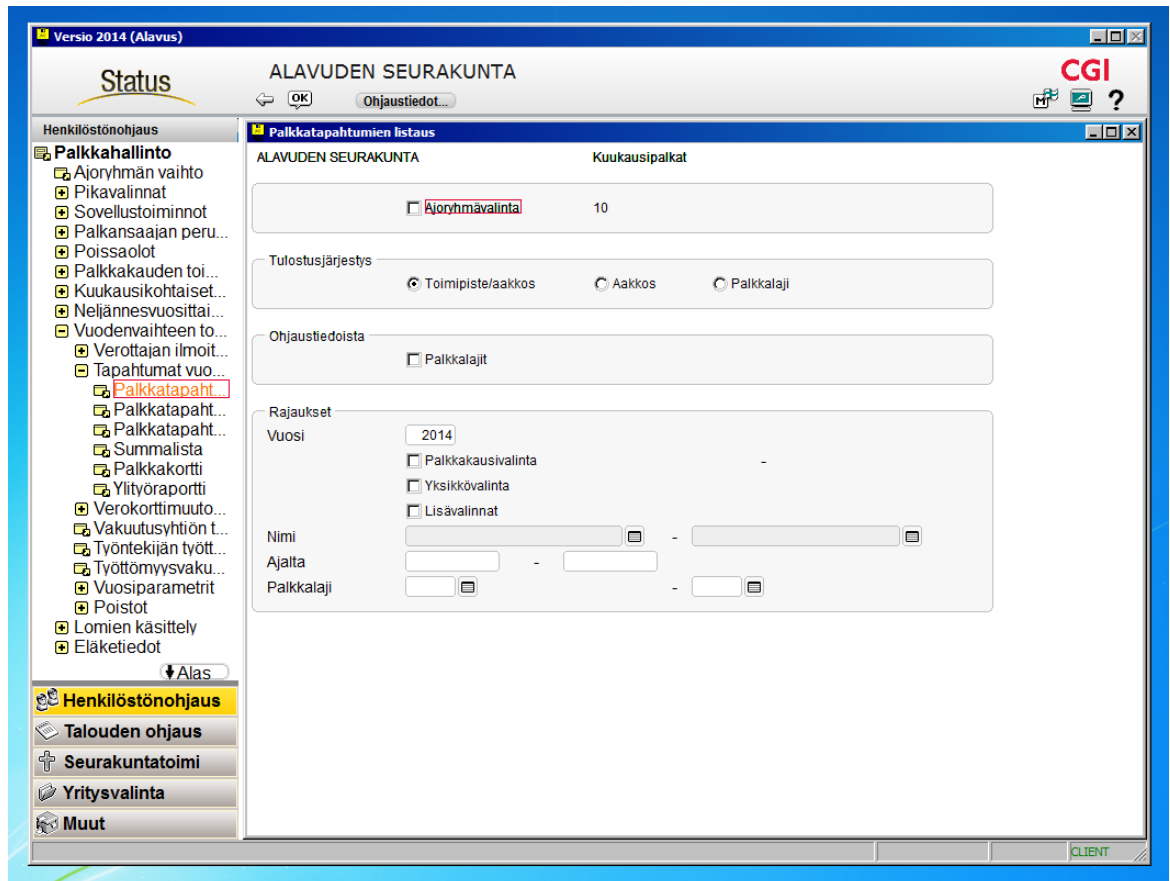 Versio 2014 (Alavus)
Status
ALAVUDEN SEURAKUNTA
CGI
OK
Ohjaustiedot...
M
?
Henkilöstönohjaus
Palkkahallinto
Ajoryhmän vaihto
Pikavalinnat
Sovellustoiminnot
Palkansaajan peru...
Poissaolot
Palkkakauden toi...
Kuukausikohtaiset...
Neljännesvuosittai...
Vuodenvaihteen to...
Verottajan ilmoit...
Tapahtumat vuo...
Palkkatapaht...
Palkkatapaht...
Palkkatapaht...
Summalista
Palkkakortti
Ylityöraportti
Verokorttimuuto...
Vakuutusyhtiön t...
Työntekijän tyött...
Työttömyysvaku...
Vuosiparametrit
Poistot
Lomien käsittely
Eläketiedot
Alas
Henkilöstönohjaus
Talouden ohjaus
Seurakuntatoimi
Yritysvalinta
Muut
Palkkatapahtumien listaus
ALAVUDEN SEURAKUNTA Kuukausipalkat
Ajoryhmävalinta 10
Tulostusjärjestys
Toimipiste/aakkos Aakkos Palkkalaji
Ohjaustiedoista
Palkkalajit
Rajaukset
Vuosi 2014
Palkkakausivalinta -
Yksikkövalinta
Lisävalinnat
Nimi -
Ajalta -
Palkkalaji -
CLIENT